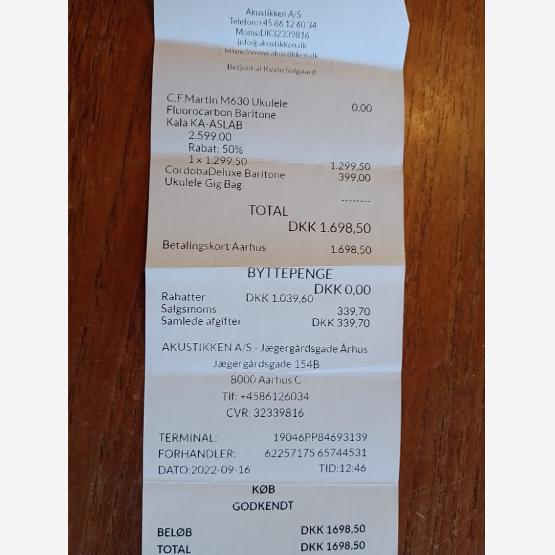 Akustikken A/S
Telefon:+45 86 12 60 34
Moms:DK32339816
info@akustikken.dk
https://www.akustikken.dk
Betjent af Kevin Solgaard
C.F.Martin M630 Ukulele 0,00
Fluorocarbon Baritone
Kala KA-ASLAB
2.599,00
Rabat: 50%
1 x 1.299,50 1.299,50
CordobaDeluxe Baritone 399,00
Ukulele Gig Bag
--------
TOTAL
DKK 1.698,50
Betalingskort Aarhus 1.698,50
BYTTEPENGE
DKK 0,00
Rabatter DKK 1.039,60
Salgsmoms 339,70
Samlede afgifter DKK 339,70
AKUSTIKKEN A/S - Jægergårdsgade Århus
Jægergårdsgade 154B
8000 Aarhus C
Tlf: +4586126034
CVR: 32339816
TERMINAL: 19046PP84693139
FORHANDLER: 62257175 65744531
DATO:2022-09-16 TID:12:46
KØB
GODKENDT
BELØB DKK 1698,50
TOTAL DKK 1698,50